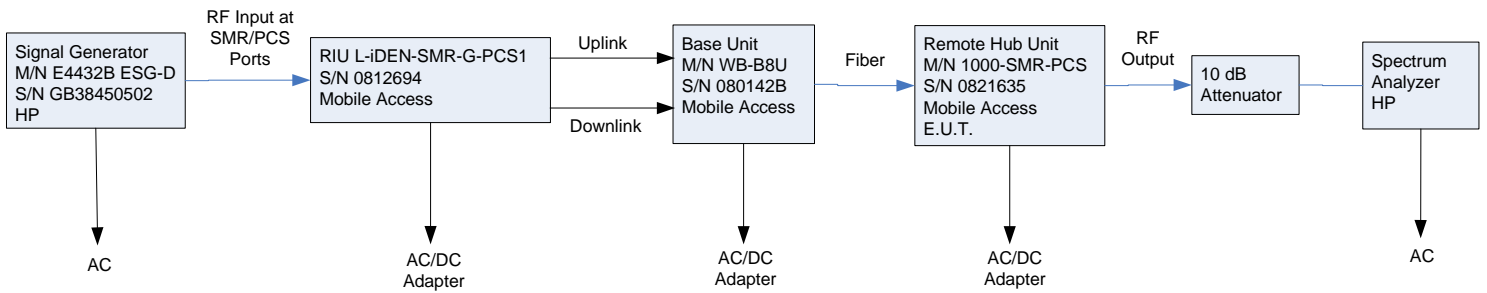 Signal Generator
M/N E4432B ESG-D
S/N GB38450502
HP
RF Input at
SMR/PCS
Ports
RIU L-iDEN-SMR-G-PCS1
S/N 0812694
Mobile Access
Uplink
Downlink
Base Unit
M/N WB-B8U
S/N 080142B
Mobile Access
Fiber
Remote Hub Unit
M/N 1000-SMR-PCS
S/N 0821635
Mobile Access
E.U.T.
RF
Output
10 dB
Attenuator
Spectrum
Analyzer
HP
AC
AC/DC
Adapter
AC/DC
Adapter
AC/DC
Adapter
AC